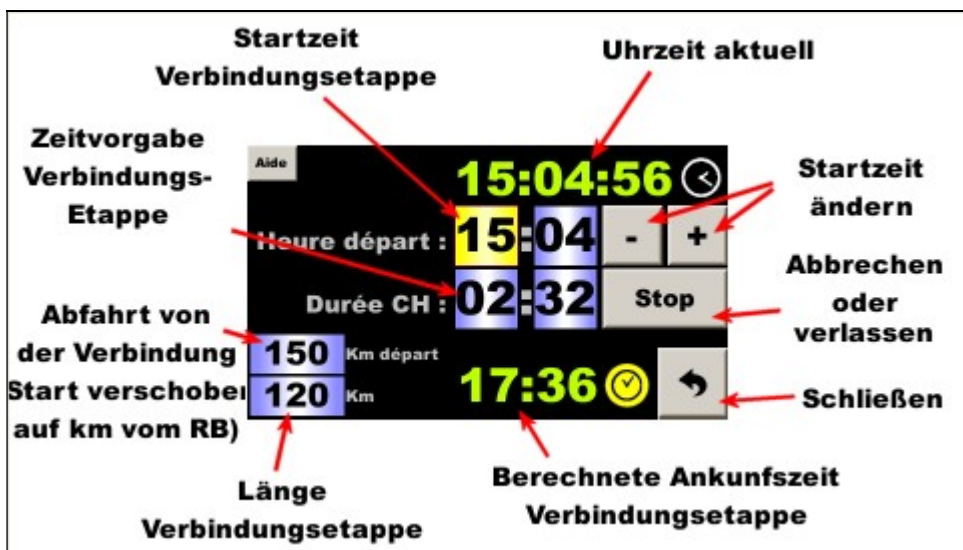 Startzeit
Verbindungsetappe
Uhrzeit aktuell
Zeitvorgabe
Verbindungs-
Etappe
Aide
15:04:56
Startzeit
ändern
Heure départ : 15:04 - +
Durée CH : 02:32 Stop
Abbrechen
oder
verlassen
Abfahrt von
der Verbindung
Start verschober
auf km vom RB)
150 Km départ
120 Km
17:36
Schließen
Länge
Verbindungsetappe
Berechnete Ankunfszeit
Verbindungsetappe